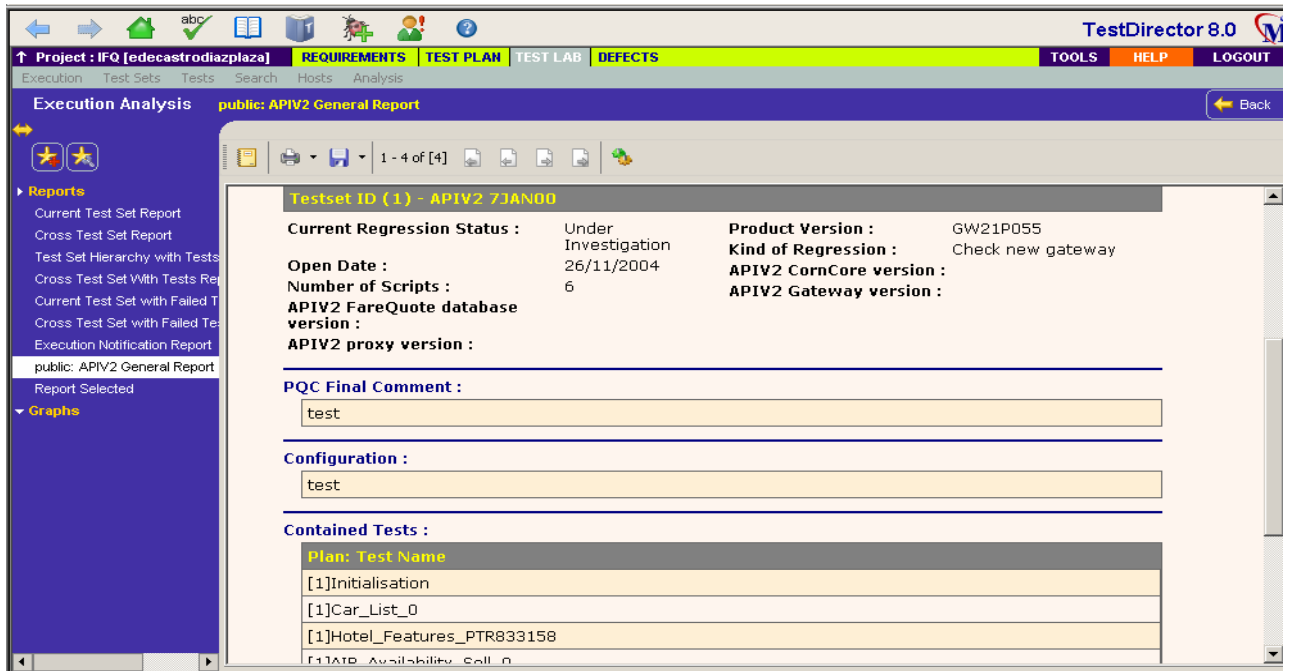 abc
TestDirector 8.0
Project : IFQ [edecastrodiazplaza] REQUIREMENTS TEST PLAN TEST LAB DEFECTS TOOLS HELP LOGOUT
Execution Test Sets Tests Search Hosts Analysis
Execution Analysis public: APIV2 General Report Back
1 - 4 of [4]
Reports
Current Test Set Report
Cross Test Set Report
Test Set Hierarchy with Tests
Cross Test Set With Tests Rep
Current Test Set with Failed T
Cross Test Set with Failed Te
Execution Notification Report
public: APIV2 General Report
Report Selected
Graphs
Testset ID (1) - APIV2 7JAN00
Current Regression Status : Under Investigation
Open Date : 26/11/2004
Number of Scripts : 6
APIV2 FareQuote database
version :
APIV2 proxy version :
Product Version : GW21P055
Kind of Regression : Check new gateway
APIV2 CornCore version :
APIV2 Gateway version :
PQC Final Comment :
test
Configuration :
test
Contained Tests :
Plan: Test Name
[1]Initialisation
[1]Car_List_0
[1]Hotel_Features_PTR833158
[1]AIR_Availability_Sell_0